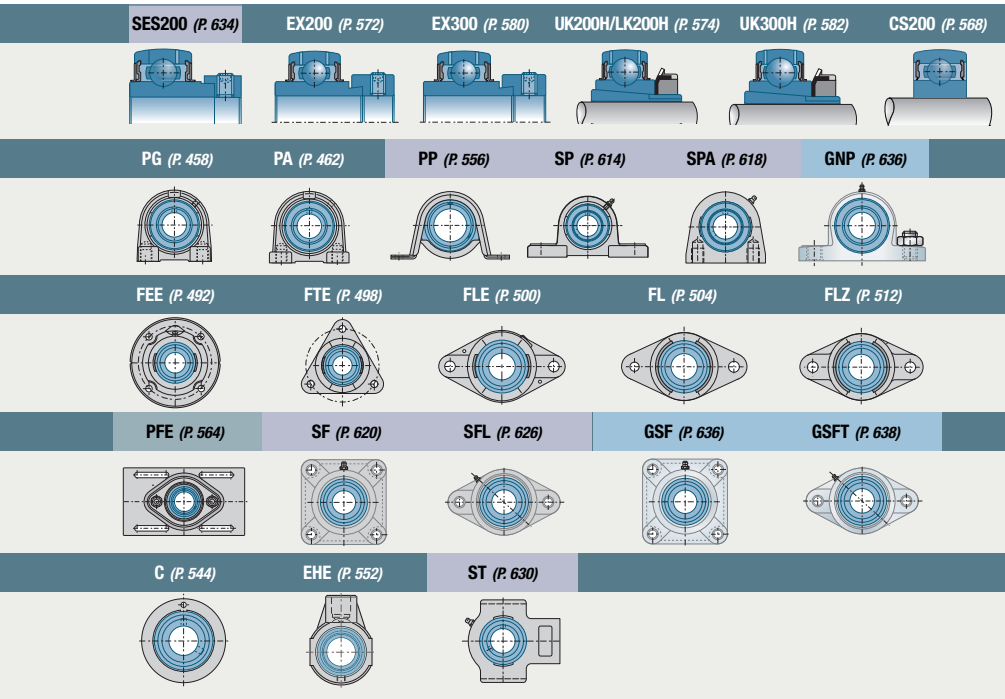 SES200 (P. 634) EX200 (P. 572) EX300 (P. 580) UK200H/LK200H (P. 574) UK300H (P. 582) CS200 (P. 568)
PG (P. 458) PA (P. 462) PP (P. 556) SP (P. 614) SPA (P. 618) GNP (P. 636)
FEE (P. 492) FTE (P. 498) FLE (P. 500) FL (P. 504) FLZ (P. 512)
PFE (P. 564) SF (P. 620) SFL (P. 626) GSF (P. 636) GSFT (P. 638)
C (P. 544) EHE (P. 552) ST (P. 630)